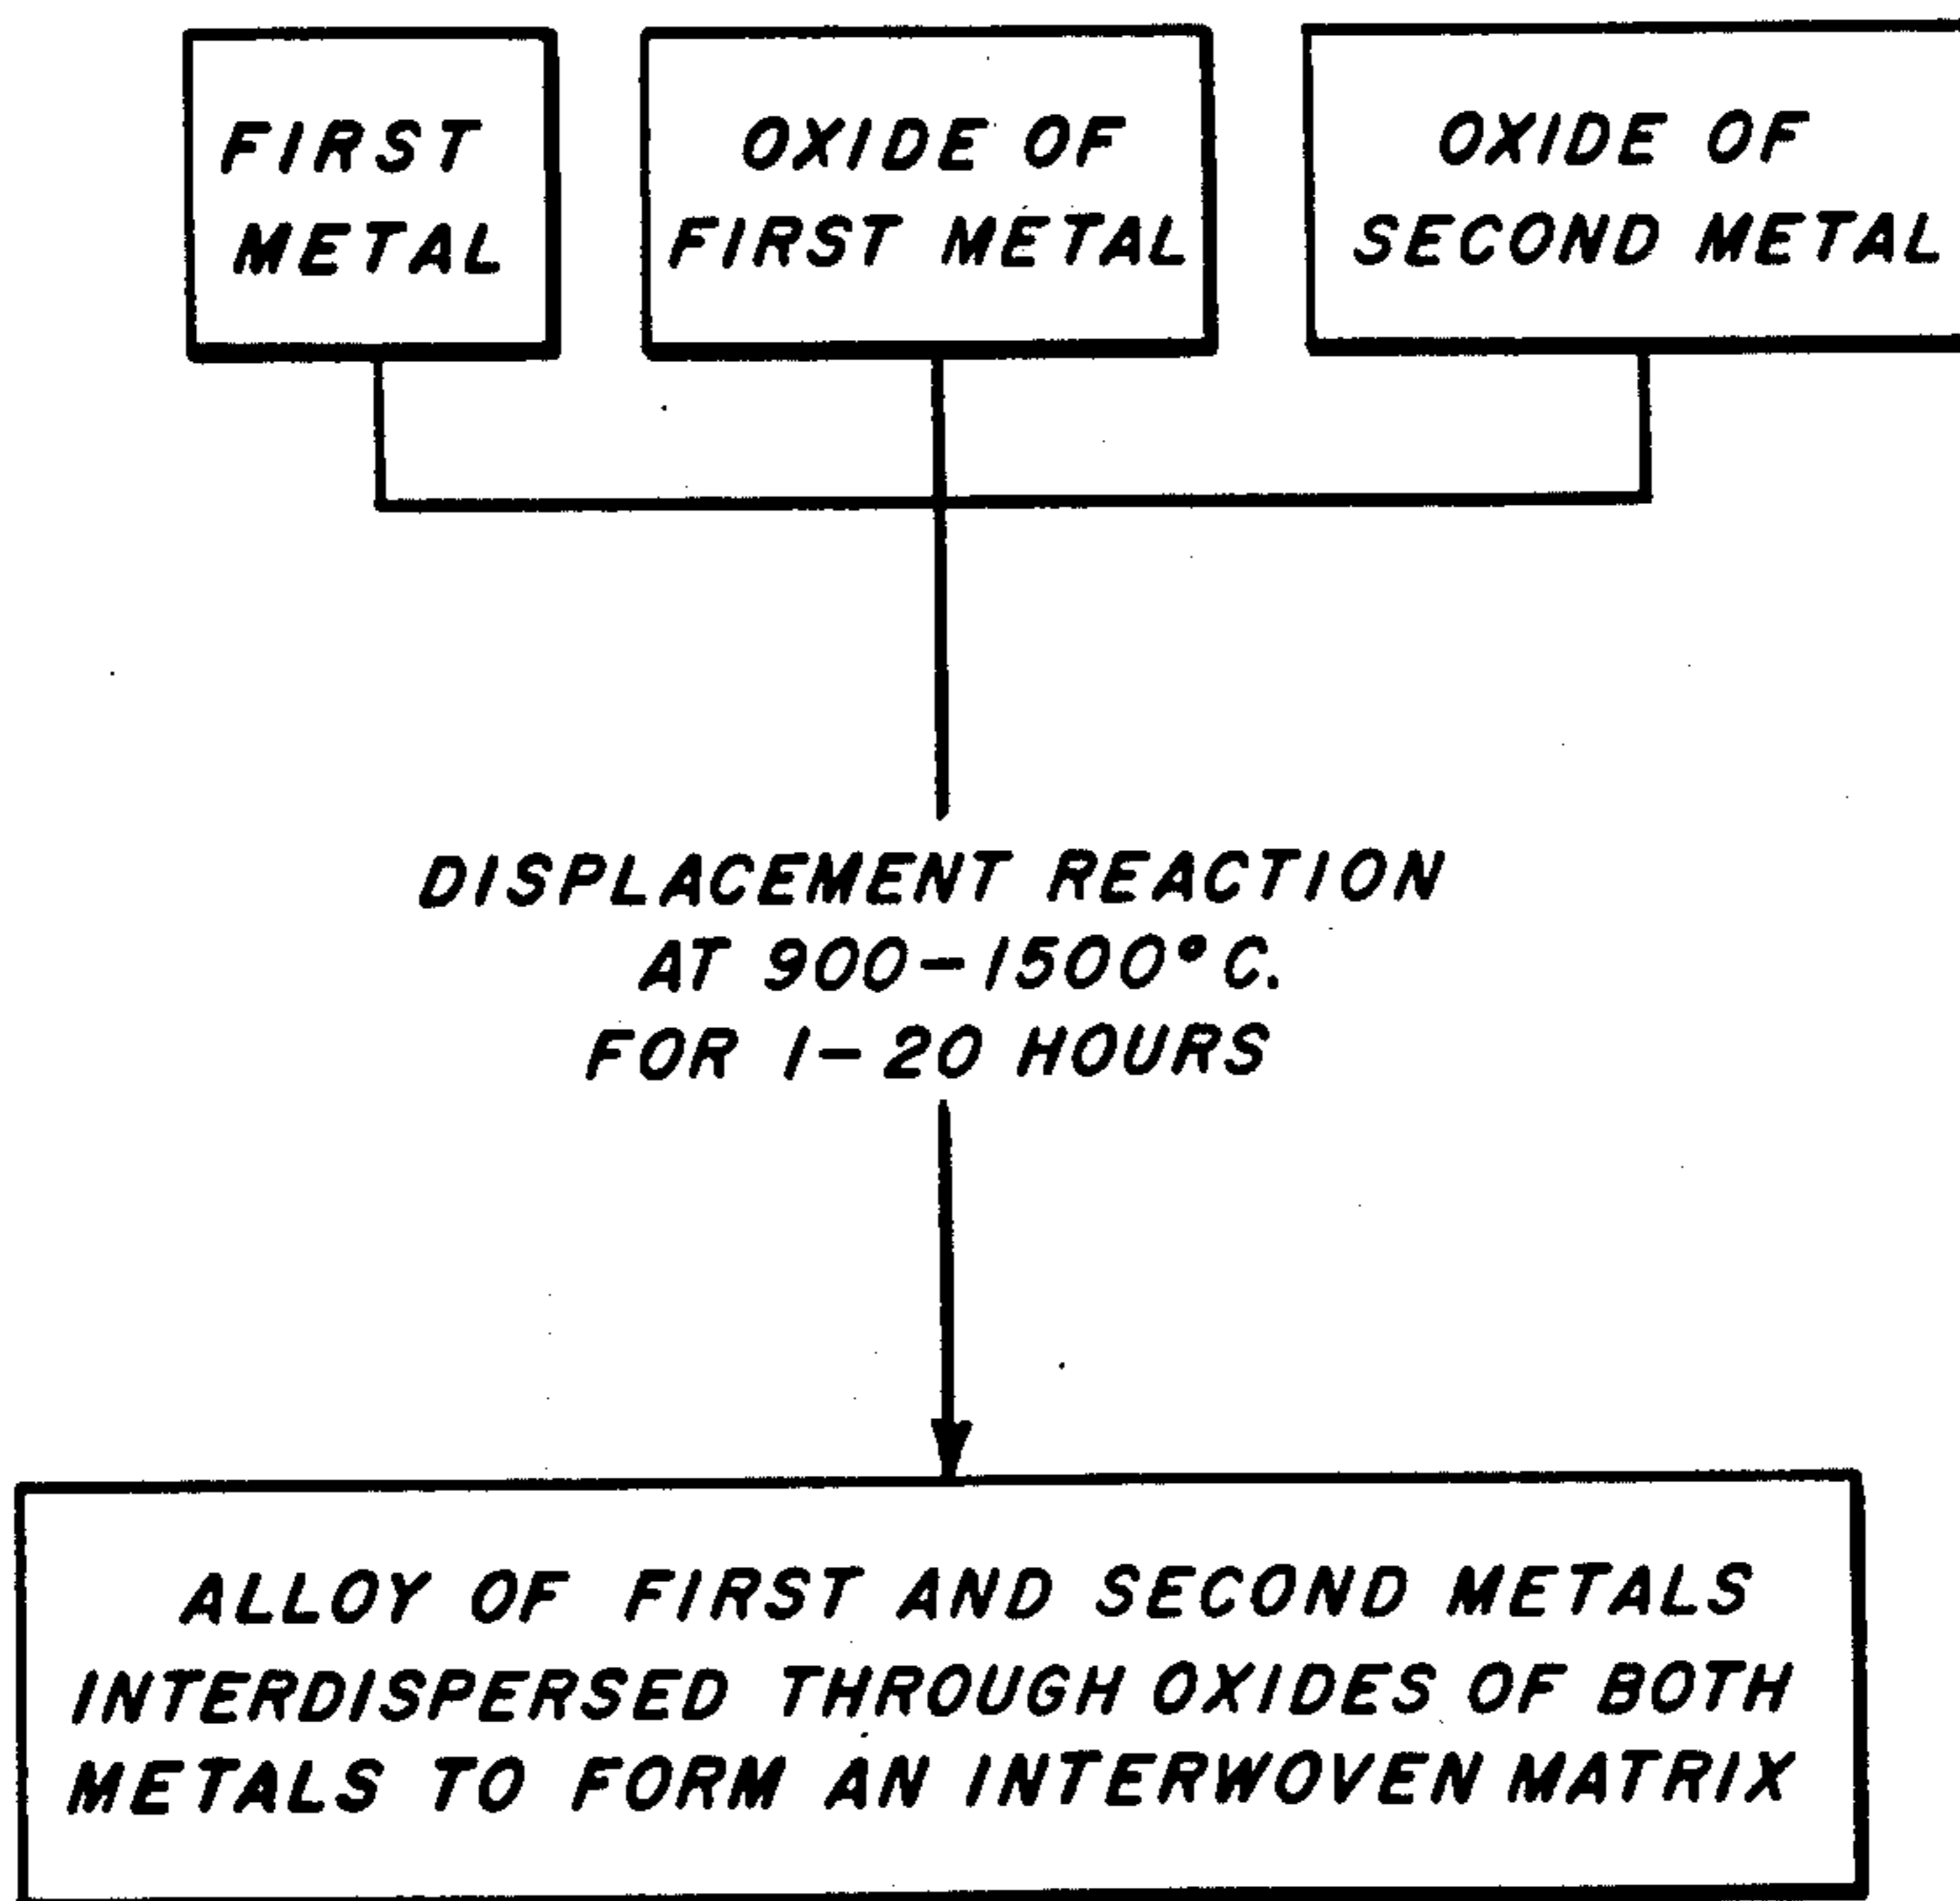 FIRST
METAL
OXIDE OF
FIRST METAL
OXIDE OF
SECOND METAL
DISPLACEMENT REACTION
AT 900-1500°C.
FOR 1-20 HOURS
ALLOY OF FIRST AND SECOND METALS
INTERDISPERSED THROUGH OXIDES OF BOTH
METALS TO FORM AN INTERWOVEN MATRIX